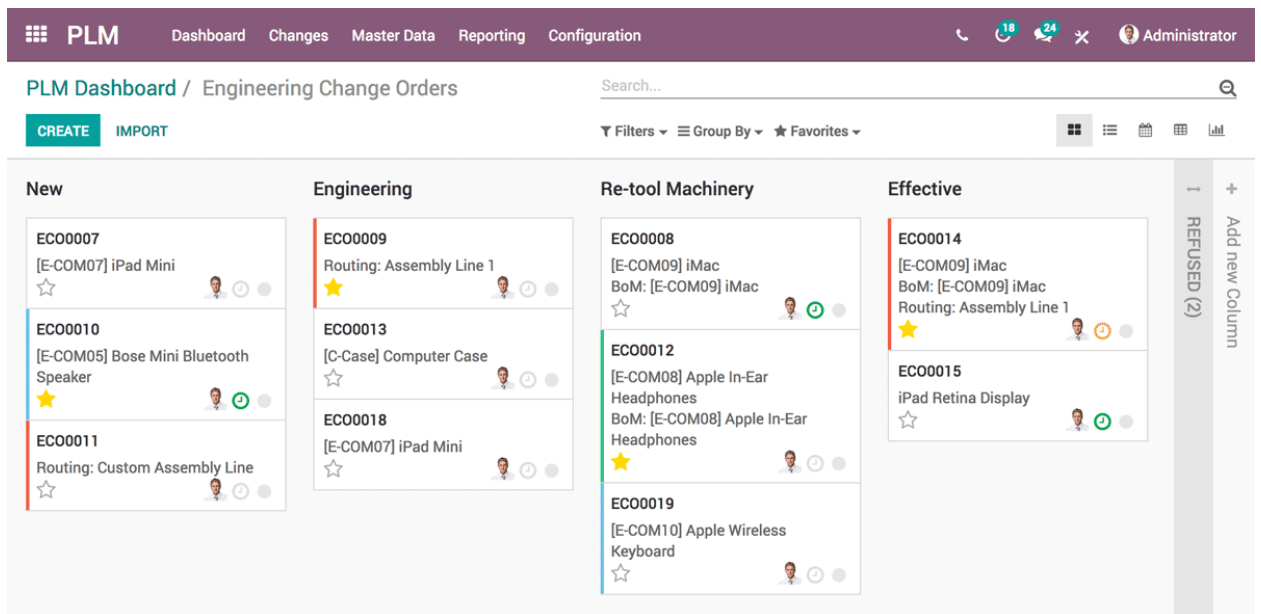 PLM
Dashboard
Changes
Master Data
Reporting
Configuration
18
24
Administrator
PLM Dashboard / Engineering Change Orders
Search...
CREATE
IMPORT
Filters
Group By
Favorites
New
ECO0007
[E-COM07] iPad Mini
ECO0010
[E-COM05] Bose Mini Bluetooth
Speaker
ECO0011
Routing: Custom Assembly Line
Engineering
ECO0009
Routing: Assembly Line 1
ECO0013
[C-Case] Computer Case
ECO0018
[E-COM07] iPad Mini
Re-tool Machinery
ECO0008
[E-COM09] iMac
BoM: [E-COM09] iMac
ECO0012
[E-COM08] Apple In-Ear
Headphones
BoM: [E-COM08] Apple In-Ear
Headphones
ECO0019
[E-COM10] Apple Wireless
Keyboard
Effective
ECO0014
[E-COM09] iMac
BoM: [E-COM09] iMac
Routing: Assembly Line 1
ECO0015
iPad Retina Display
REFUSED (2)
Add new Column